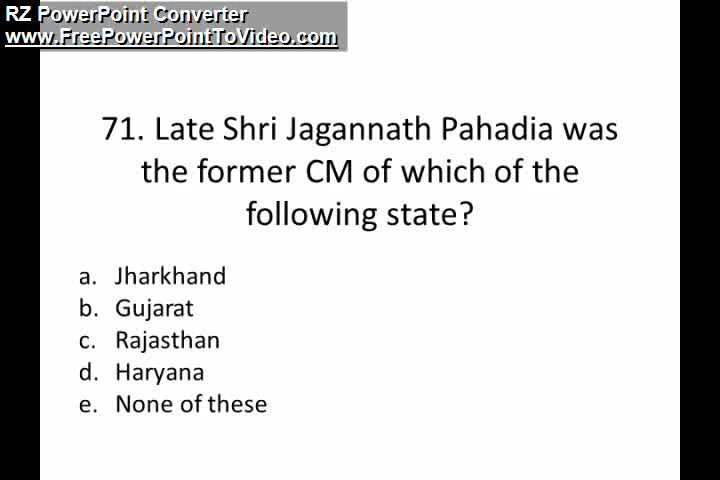 RZ PowerPoint Converter
www.FreePowerPointToVideo.com
71. Late Shri Jagannath Pahadia was
the former CM of which of the
following state?
a. Jharkhand
b. Gujarat
c. Rajasthan
d. Haryana
e. None of these